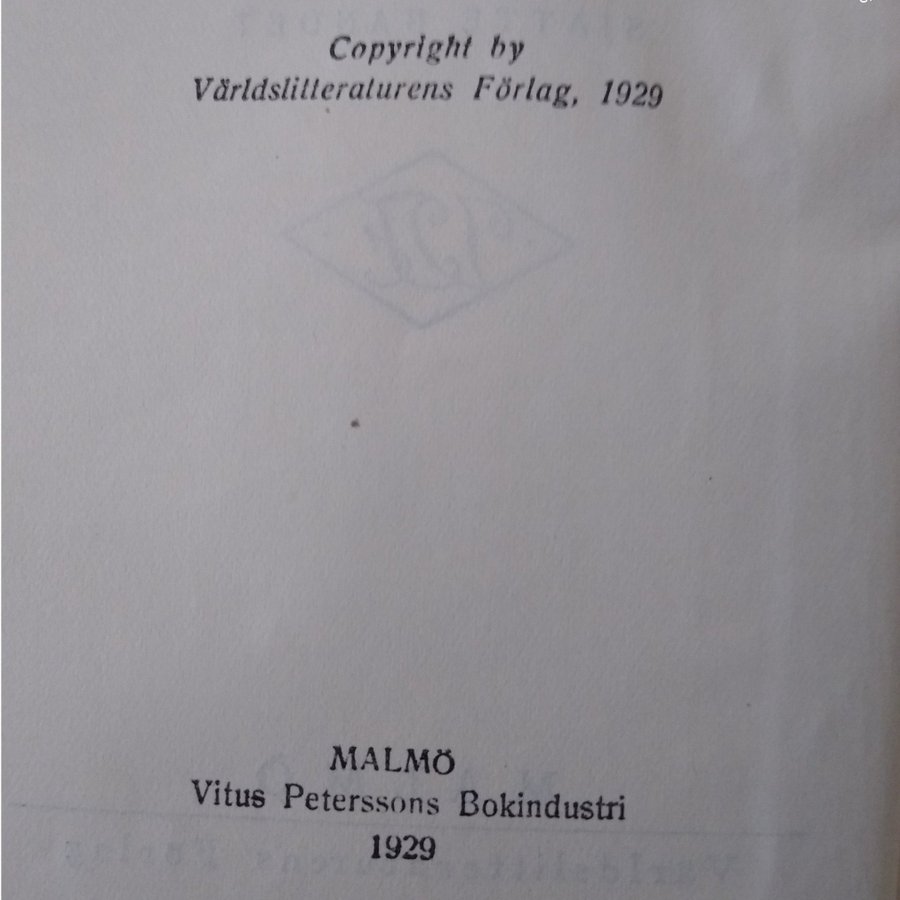 Copyright by
Världslitteraturens Förlag, 1929
MALMÖ
Vitus Peterssons Bokindustri
1929